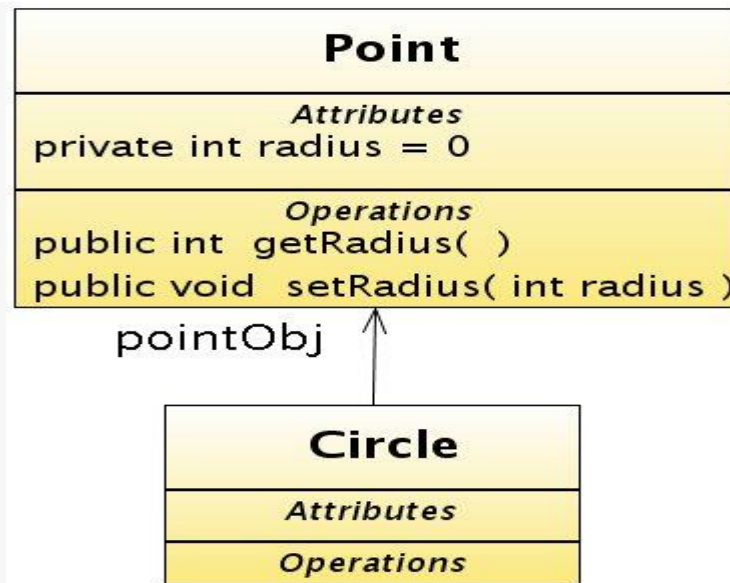 Point
Attributes
private int radius = 0
Operations
public int getRadius( )
public void setRadius( int radius )
pointObj
Circle
Attributes
Operations